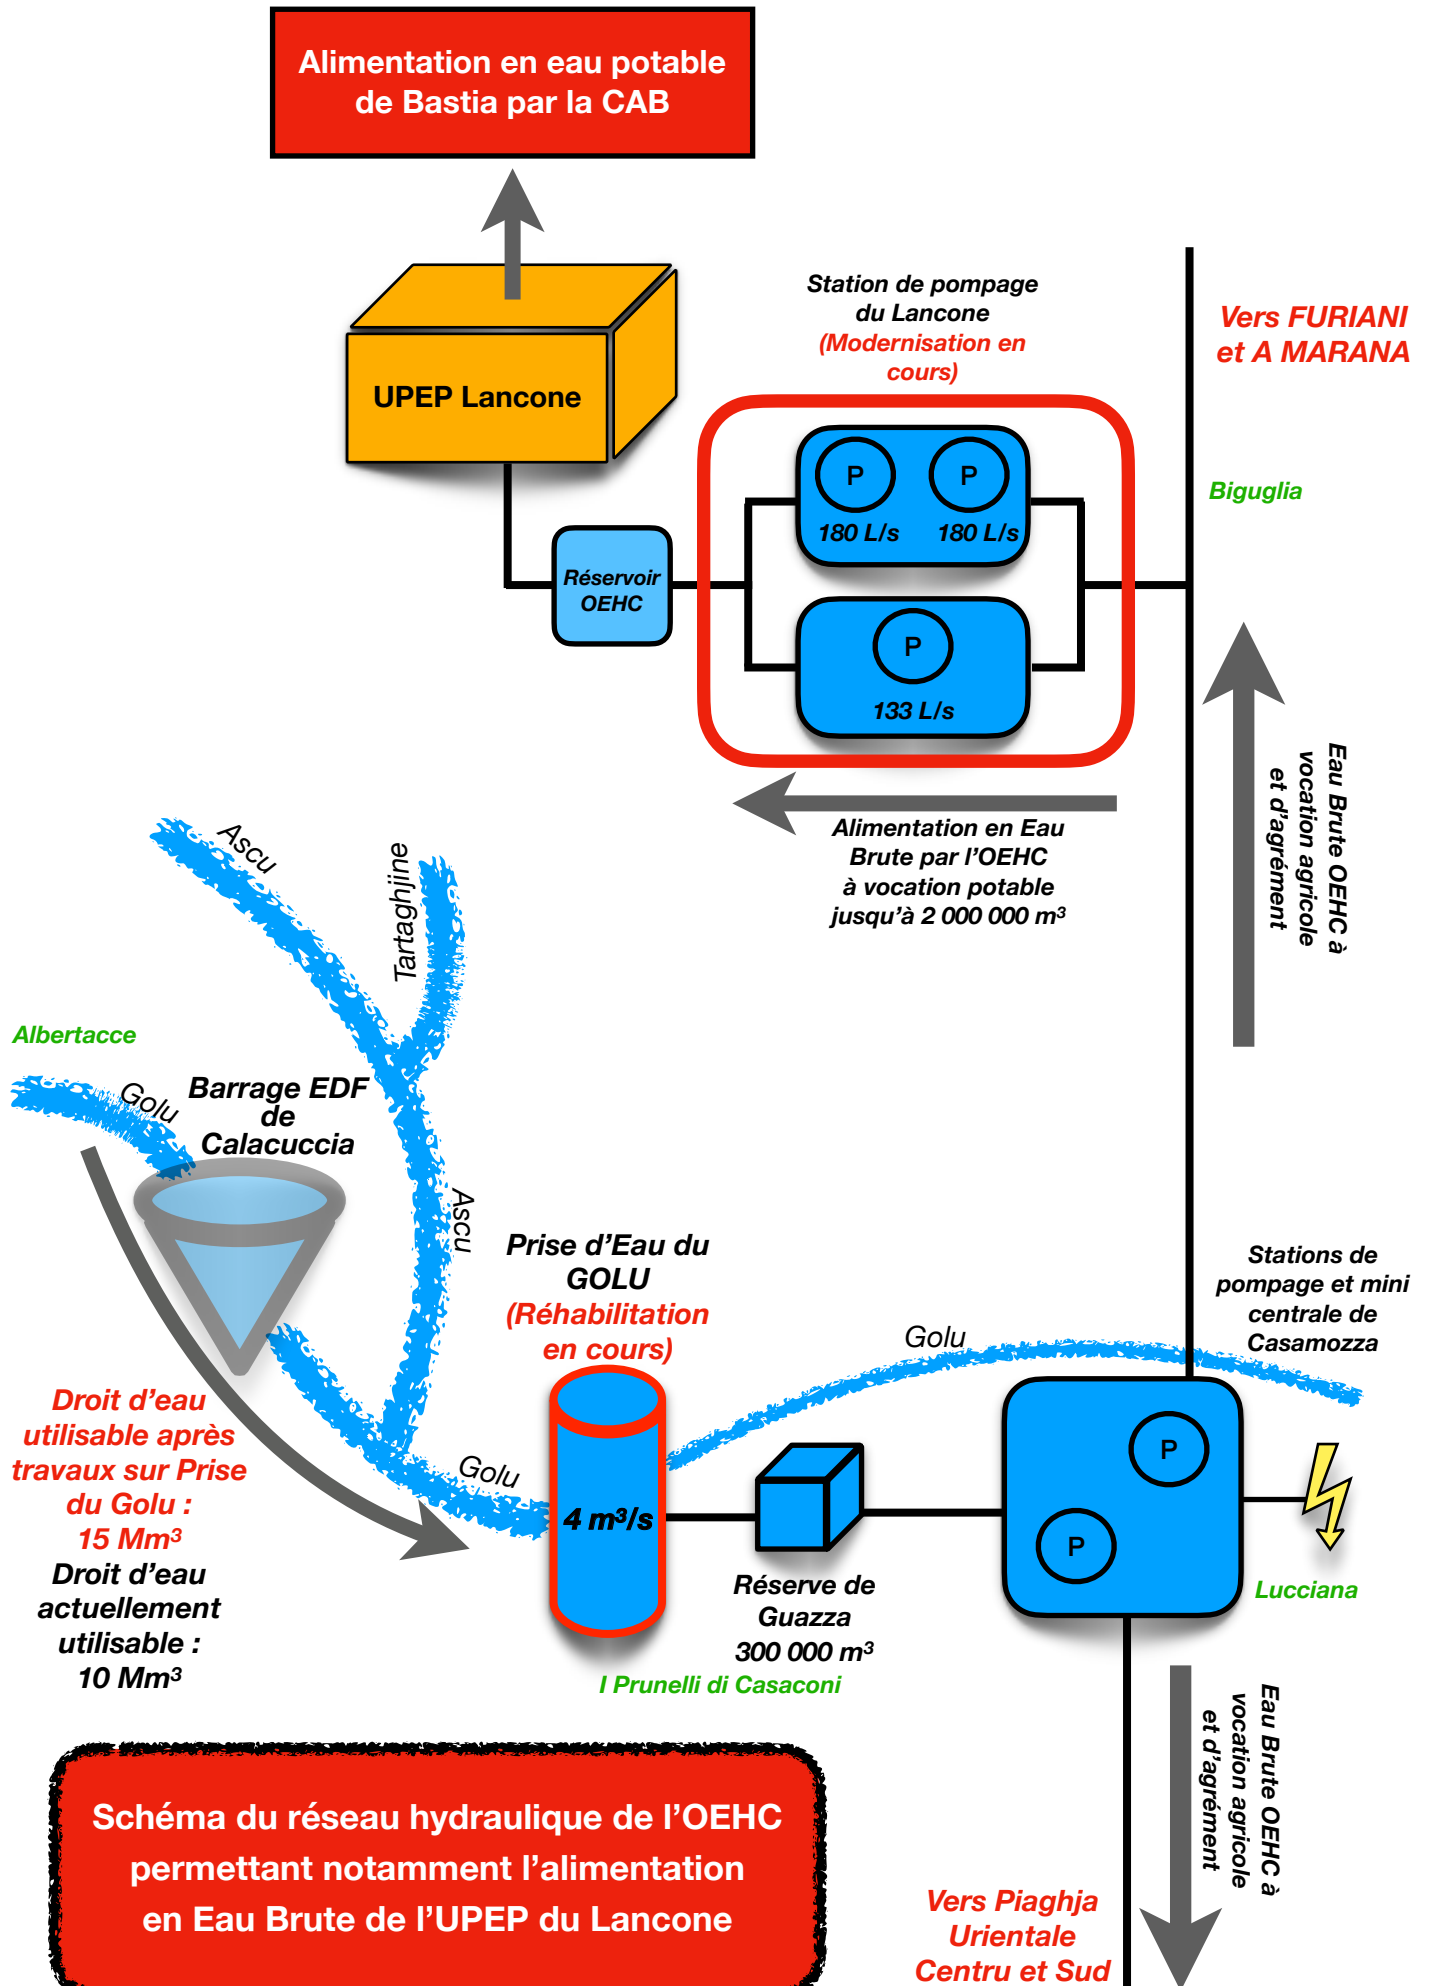 Alimentation en eau potable
de Bastia par la CAB
UPEP Lancone
Station de pompage
du Lancone
(Modernisation en
cours)
Vers FURIANI
et A MARANA
P
P
180 L/s
180 L/s
Biguglia
Réservoir
OEHC
P
133 L/s
Eau Brute OEHC à
vocation agricole
et d'agrément
Alimentation en Eau
Brute par l'OEHC
à vocation potable
jusqu'à 2 000 000 m³
Ascu
Tartaghjine
Albertacce
Golu
Barrage EDF
de
Calacuccia
Ascu
Prise d'Eau du
GOLU
(Réhabilitation
en cours)
Golu
Stations de
pompage et mini
centrale de
Casamozza
Droit d'eau
utilisable après
travaux sur Prise
du Golu :
15 Mm³
Droit d'eau
actuellement
utilisable :
10 Mm³
Golu
4 m³/s
P
P
Réserve de
Guazza
300 000 m³
I Prunelli di Casaconi
Lucciana
Eau Brute OEHC à
vocation agricole
et d'agrément
Schéma du réseau hydraulique de l'OEHC
permettant notamment l'alimentation
en Eau Brute de l'UPEP du Lancone
Vers Piaghja
Urientale
Centru et Sud